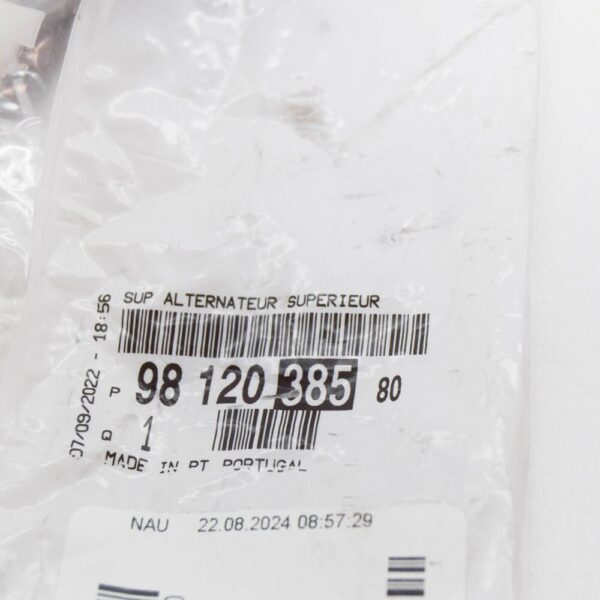 SUP ALTERNATEUR SUPERIEUR
07/09/2022 - 18:56
P 98 120 385 80
Q 1
MADE IN PT PORTUGAL
NAU 22.08.2024 08:57:29